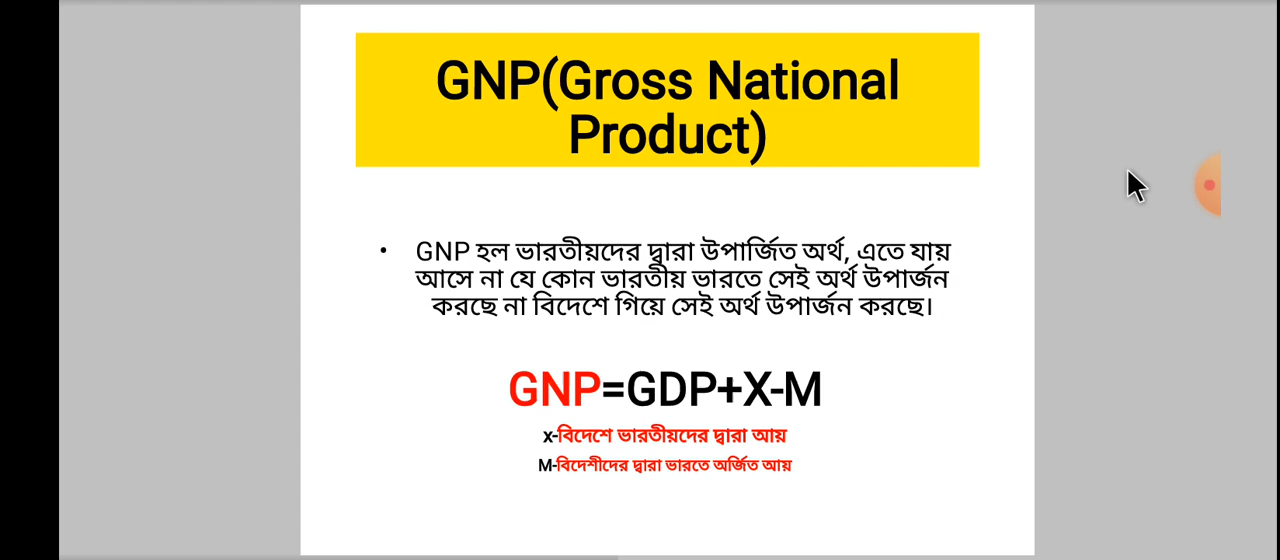 GNP(Gross National
Product)
• GNP হল ভারতীয়দের দ্বারা উপার্জিত অর্থ, এতে যায়
আসে না যে কোন ভারতীয় ভারতে সেই অর্থ উপার্জন
করছে না বিদেশে গিয়ে সেই অর্থ উপার্জন করছে।
GNP=GDP+X-M
x-বিদেশে ভারতীয়দের দ্বারা আয়
M-বিদেশীদের দ্বারা ভারতে অর্জিত আয়